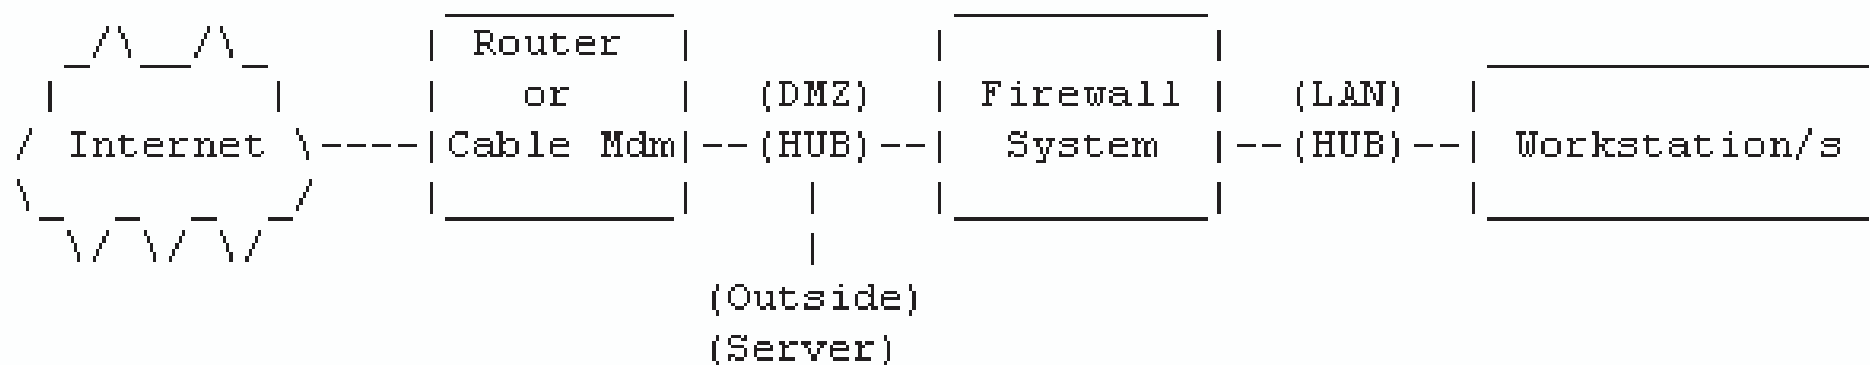 Router
or (DMZ) Firewall (LAN)
Internet Cable Mdm (HUB) System (HUB) Workstation/s
(Outside)
(Server)